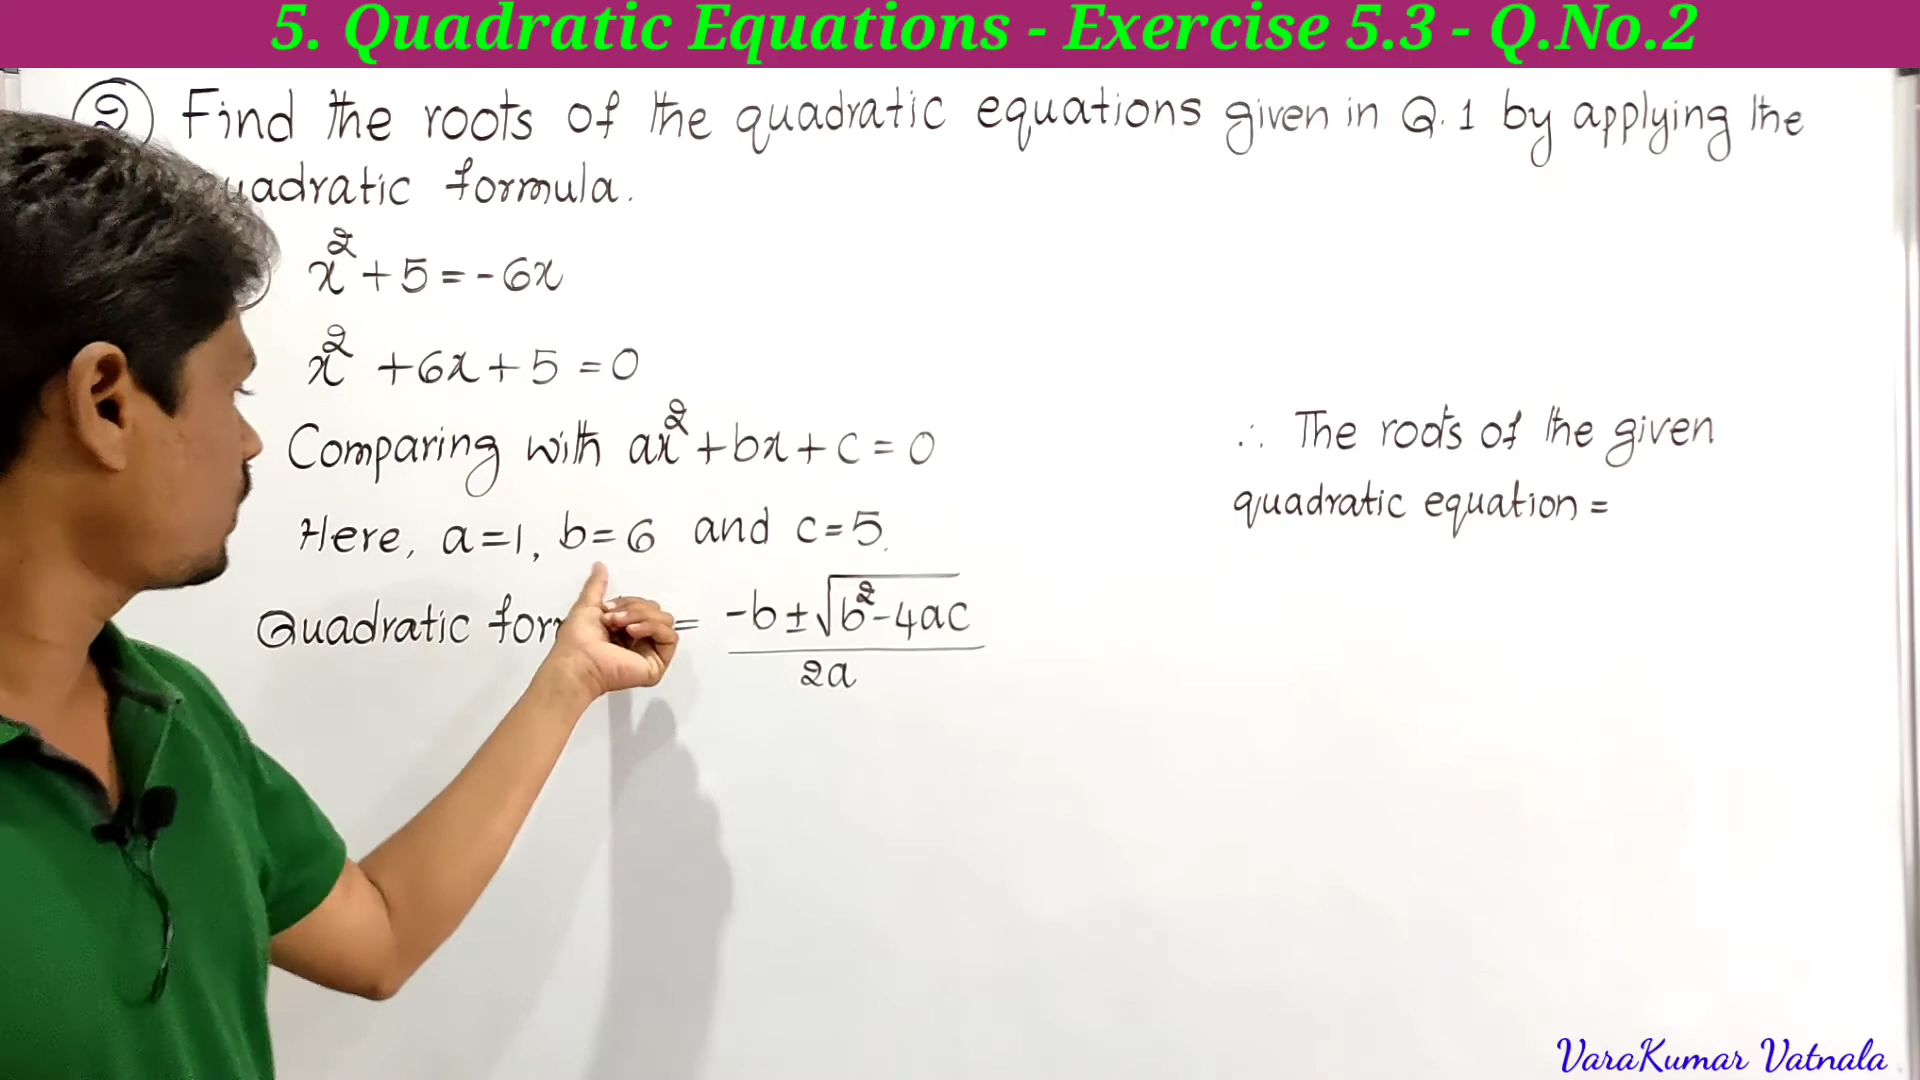 5. Quadratic Equations - Exercise 5.3 - Q.No.2
2 Find the roots of the quadratic equations given in Q. 1 by applying the
formula.
x² + 5 = -6x
x² + 6x + 5 = 0
Comparing with ax² + bx + c = 0
Here, a=1, b=6 and c=5.
Quadratic = -b±√b²-4ac
2a
∴ The roots of the given
quadratic equation =
VaraKumar Vatnala